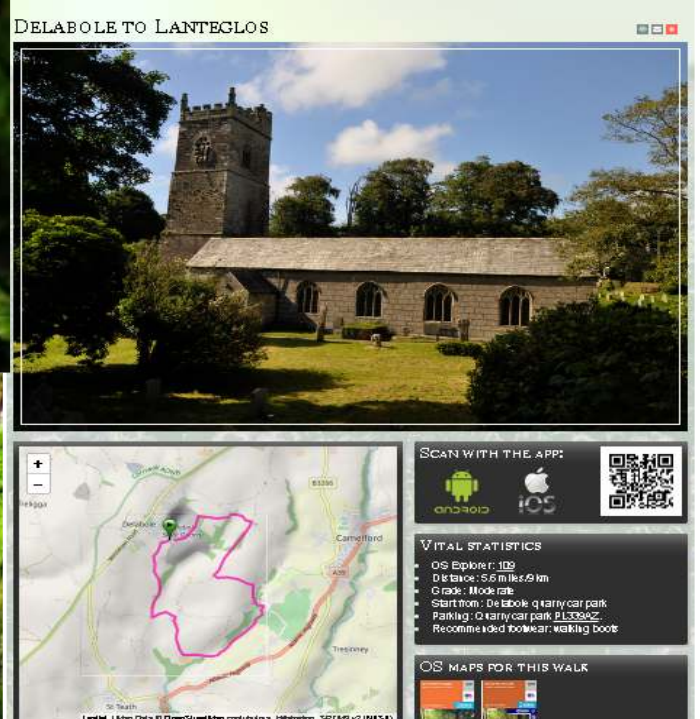 DELABOLE TO LANTEGLOS
+
−
B3266
Delabole
Camelford
A39
Tresinney
St Teath
SCAN WITH THE APP:
ANDROID
iOS
VITAL STATISTICS
OS Explorer: 109
Distance: 5.6 miles/9 km
Grade: Moderate
Start from: Delabole quarry car park
Parking: Quarry car park PL339AZ.
Recommended footwear: walking boots
OS MAPS FOR THIS WALK